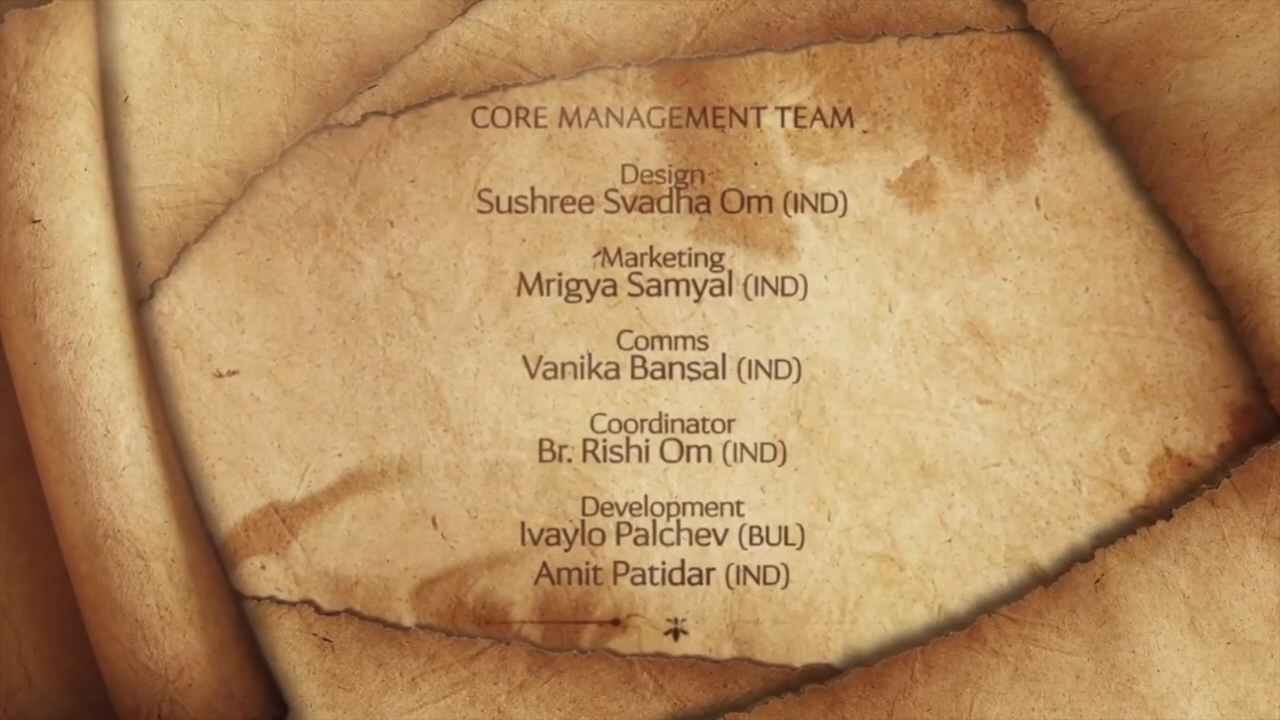 CORE MANAGEMENT TEAM
Design
Sushree Svadha Om (IND)
Marketing
Mrigya Samyal (IND)
Comms
Vanika Bansal (IND)
Coordinator
Br. Rishi Om (IND)
Development
Ivaylo Palchev (BUL)
Amit Patidar (IND)